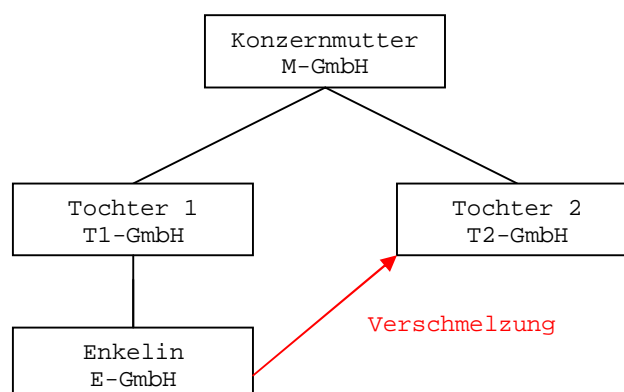 Konzernmutter
M-GmbH
Tochter 1
T1-GmbH
Tochter 2
T2-GmbH
Verschmelzung
Enkelin
E-GmbH